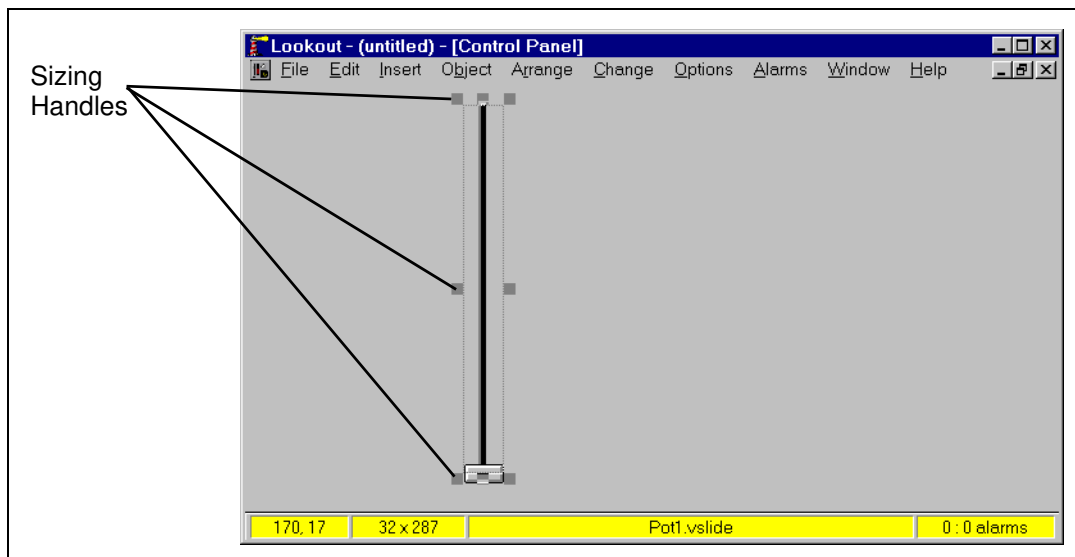 Lookout - (untitled) - [Control Panel]
File Edit Insert Object Arrange Change Options Alarms Window Help
Sizing
Handles
170, 17 32 x 287 Pot1.vslide 0 : 0 alarms